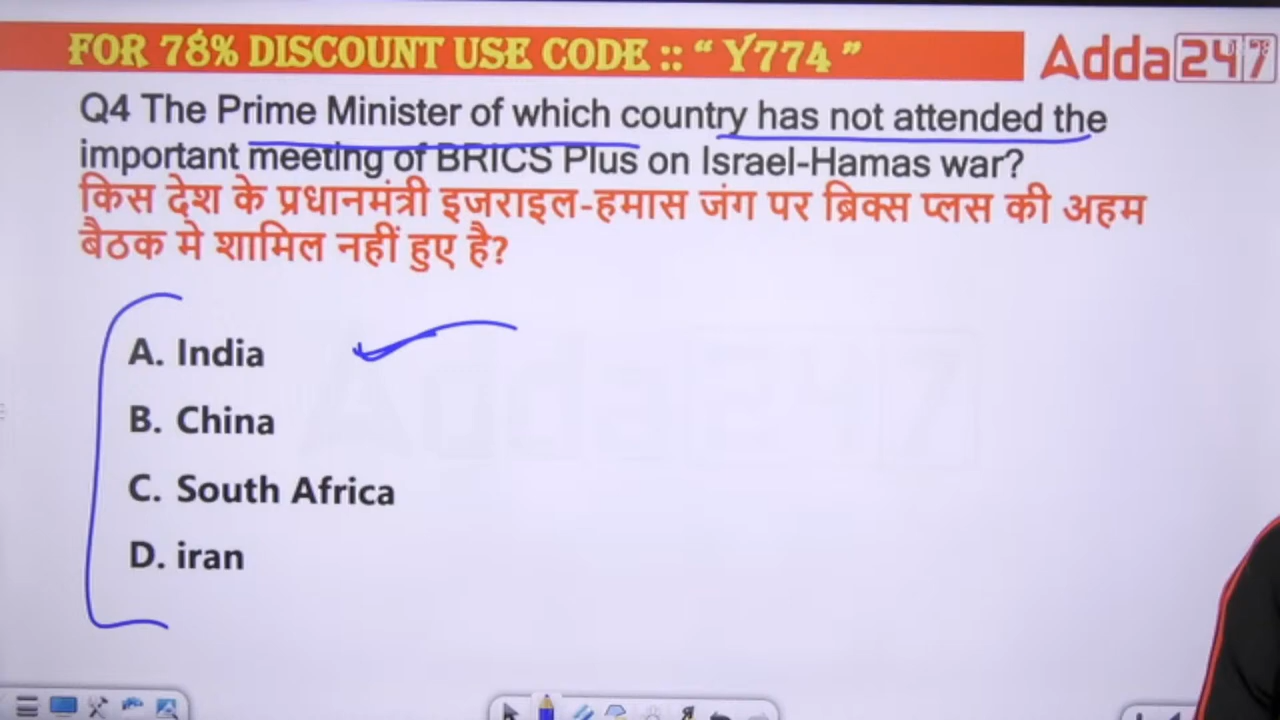 FOR 78% DISCOUNT USE CODE :: “ Y774 ”
Adda247
Q4 The Prime Minister of which country has not attended the
important meeting of BRICS Plus on Israel-Hamas war?
किस देश के प्रधानमंत्री इजराइल-हमास जंग पर ब्रिक्स प्लस की अहम
बैठक मे शामिल नहीं हुए है?
A. India
B. China
C. South Africa
D. iran